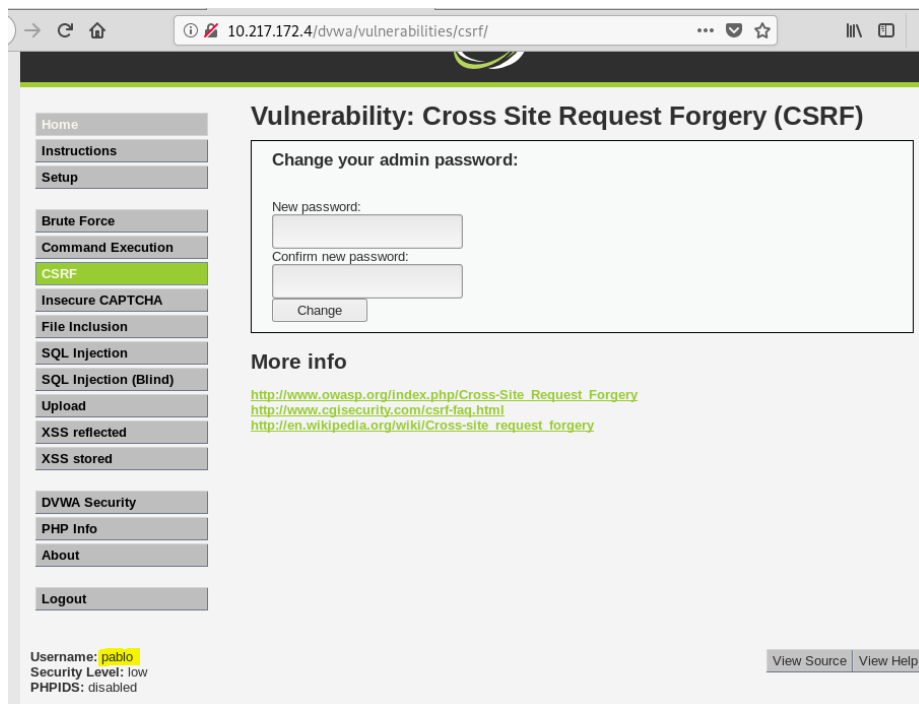 10.217.172.4/dvwa/vulnerabilities/csrf/
Home
Instructions
Setup
Brute Force
Command Execution
CSRF
Insecure CAPTCHA
File Inclusion
SQL Injection
SQL Injection (Blind)
Upload
XSS reflected
XSS stored
DVWA Security
PHP Info
About
Logout
Vulnerability: Cross Site Request Forgery (CSRF)
Change your admin password:
New password:
Confirm new password:
Change
More info
http://www.owasp.org/index.php/Cross-Site_Request_Forgery
http://www.cgisecurity.com/csrf-faq.html
http://en.wikipedia.org/wiki/Cross-site_request_forgery
Username: pablo
Security Level: low
PHPIDS: disabled
View Source
View Help